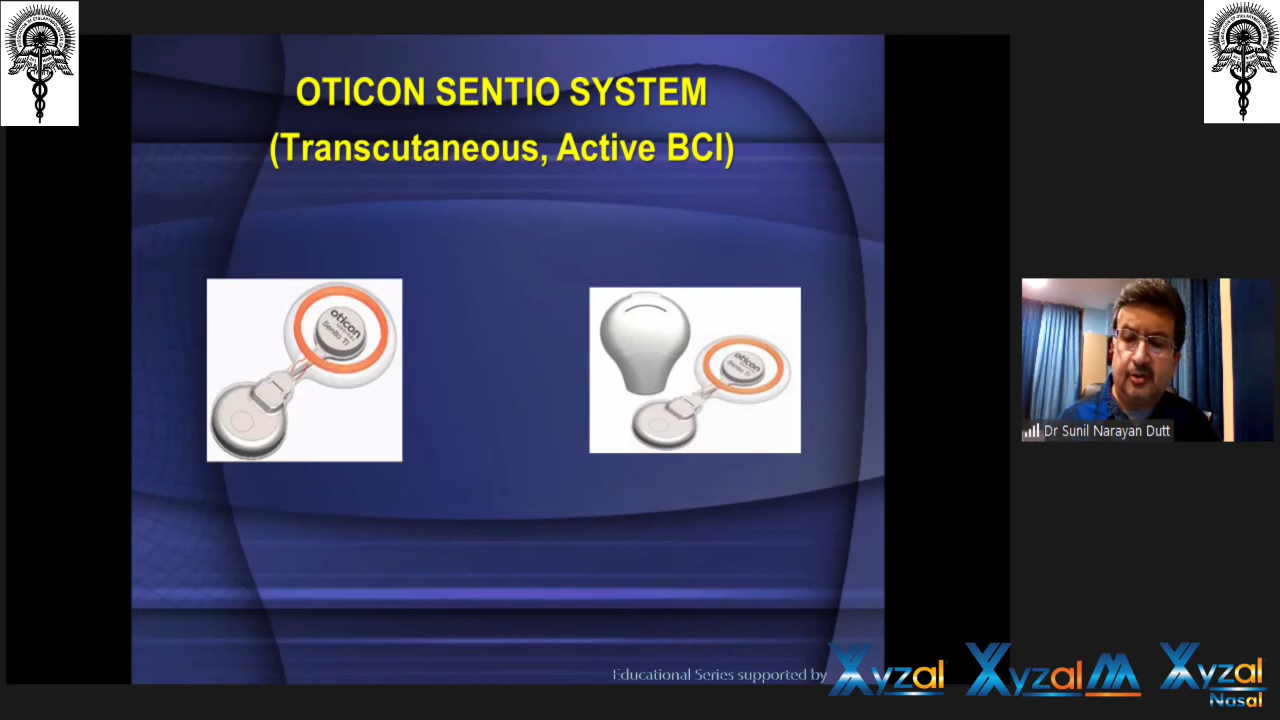 OTICON SENTIO SYSTEM
(Transcutaneous, Active BCI)
oticon
Sentio Ti
oticon
Sentio Ti
Dr Sunil Narayan Dutt
Educational Series supported by
Xyzal
Xyzal M
Xyzal
Nasal